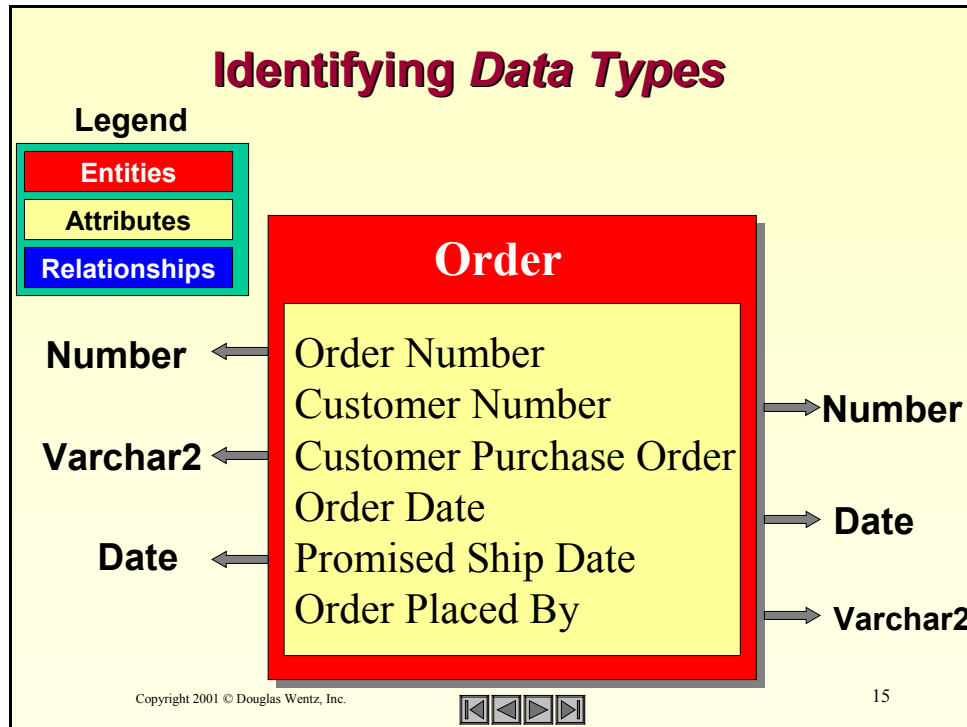 Identifying Data Types
Legend
Entities
Attributes
Relationships
Order
Number
Order Number
Customer Number
Number
Varchar2
Customer Purchase Order
Order Date
Date
Date
Promised Ship Date
Order Placed By
Varchar2
Copyright 2001 © Douglas Wentz, Inc.
15